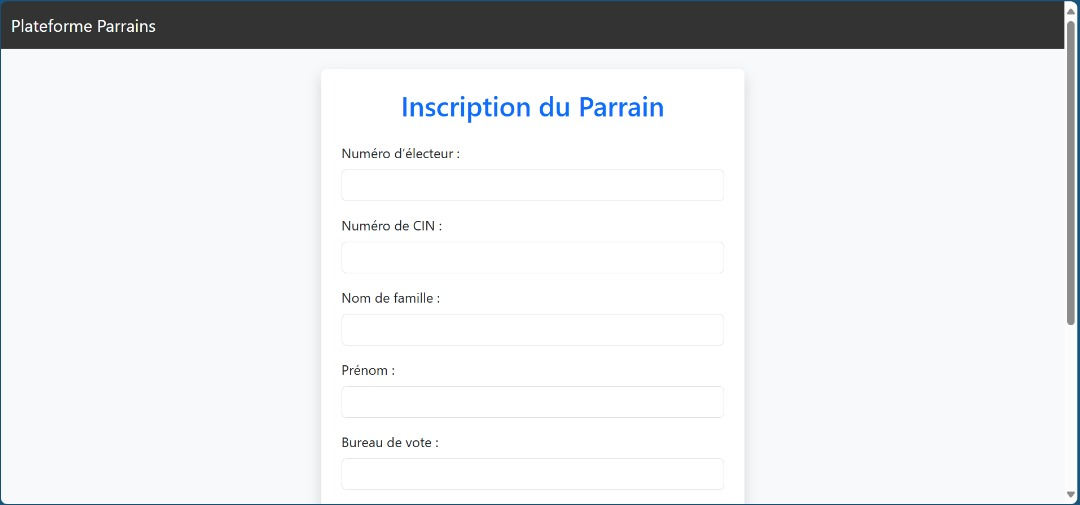 Plateforme Parrains
Inscription du Parrain
Numéro d'électeur :
Numéro de CIN :
Nom de famille :
Prénom :
Bureau de vote :